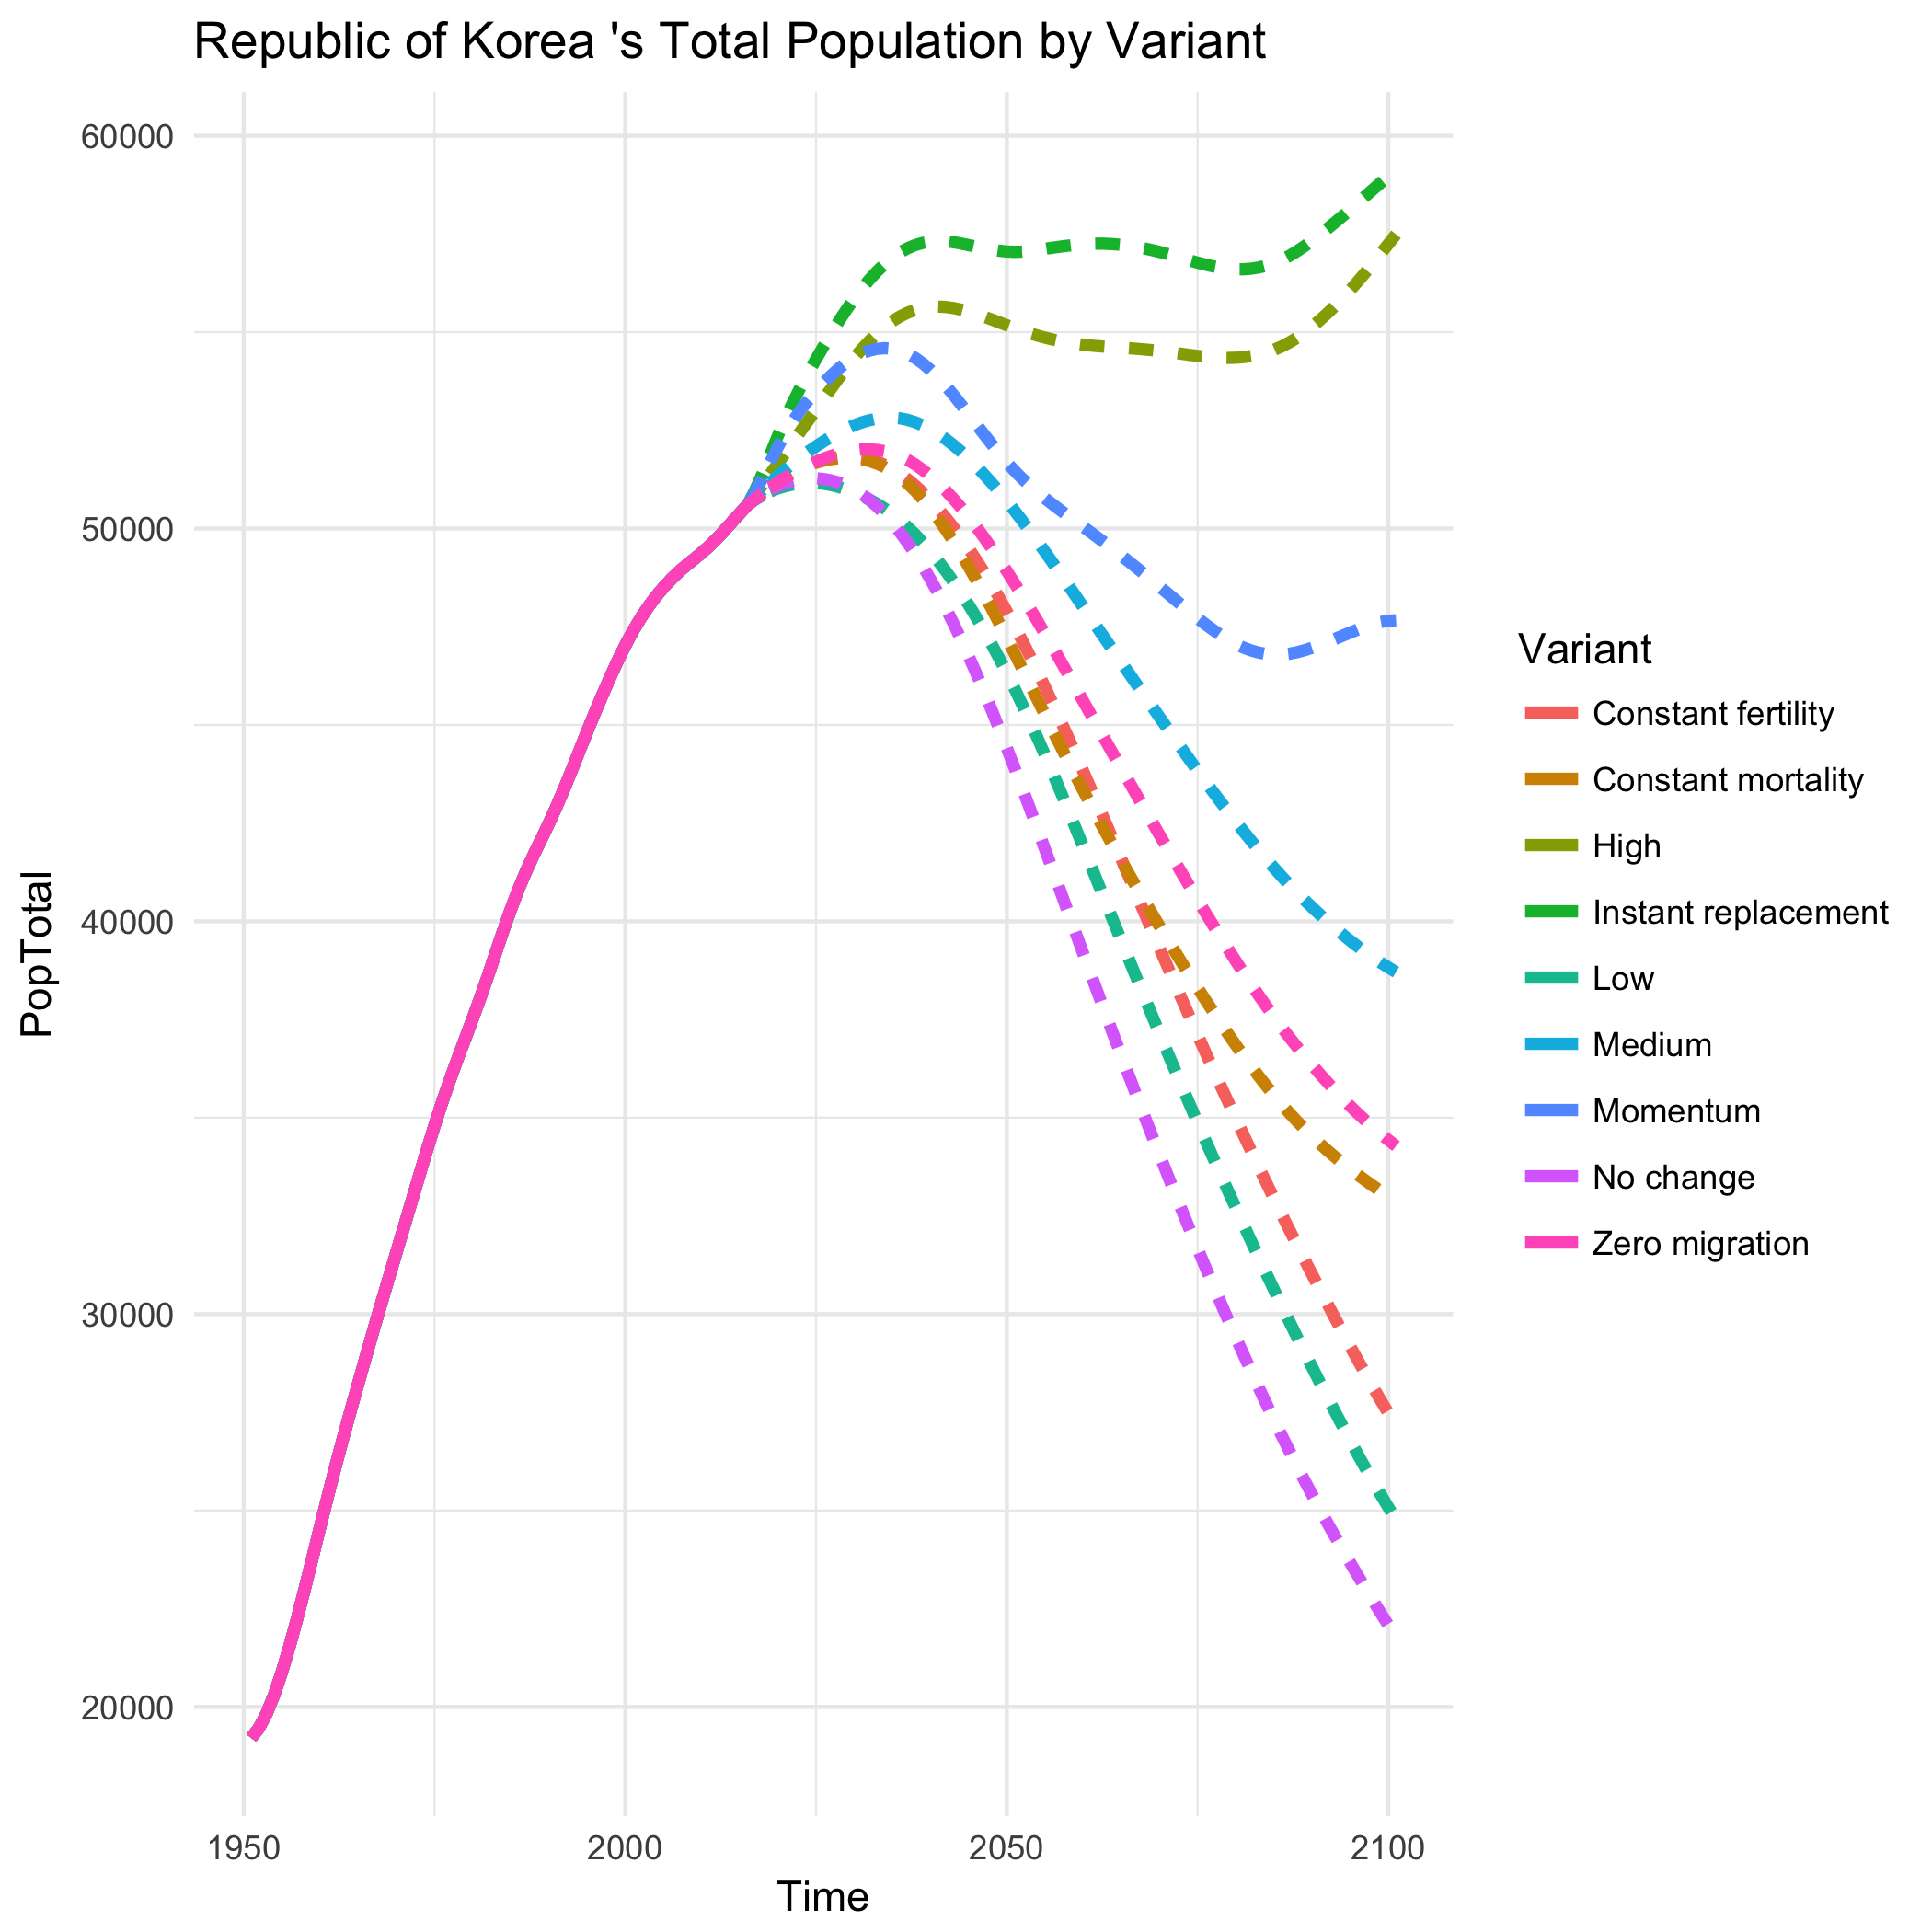 Republic of Korea 's Total Population by Variant
PopTotal
60000
50000
40000
30000
20000
1950
2000
2050
2100
Time
Variant
Constant fertility
Constant mortality
High
Instant replacement
Low
Medium
Momentum
No change
Zero migration